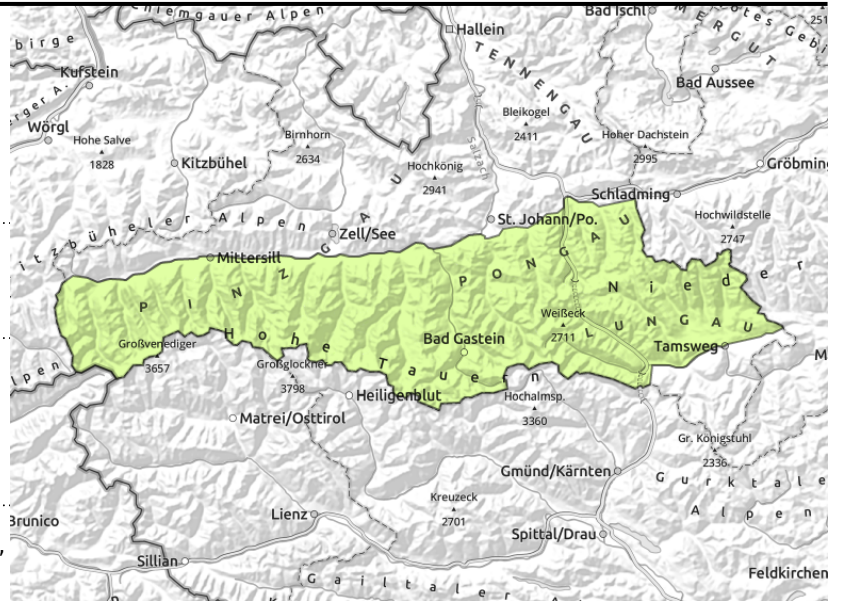 Chiemgauer Alpen
Bad Ischl
Hallein
Kufstein
TENNENGAU
Bad Aussee
Wörgl
Hohe Salve
1828
Birnhorn
2634
Bleikogel
2411
Hoher Dachstein
2995
Kitzbühel
Hochkönig
2941
Salzach
Gröbming
Schladming
St. Johann/Po.
Hochwildstelle
2747
Zell/See
Mittersill
PINZGAU
PONGAU
Nieder
LUNGAU
Weißeck
2711
Tamsweg
Großvenediger
3657
Hohe Tauern
Bad Gastein
Großglockner
3798
Heiligenblut
Hochalmsp.
3360
Matrei/Osttirol
Gr. Königstuhl
2336
Gmünd/Kärnten
Gurktaler
Alpen
Kreuzeck
2701
Lienz
Brunico
Spittal/Drau
Sillian
Feldkirchen
Gailtaler